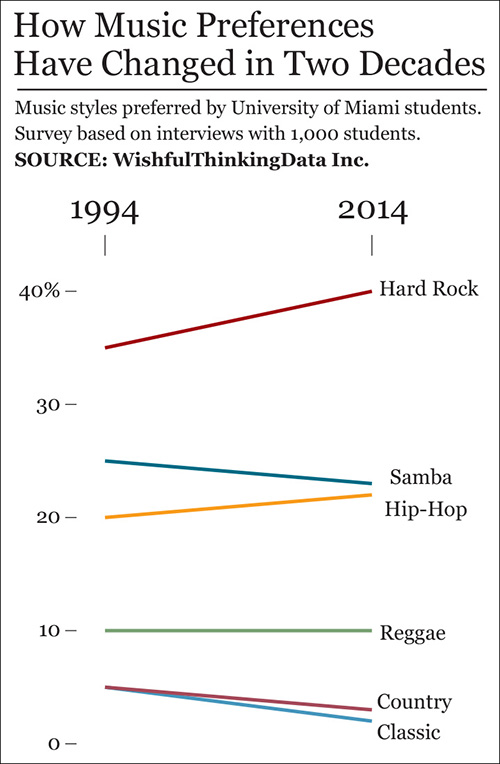 How Music Preferences
Have Changed in Two Decades
Music styles preferred by University of Miami students.
Survey based on interviews with 1,000 students.
SOURCE: WishfulThinkingData Inc.
1994 2014
40%
Hard Rock
30
Samba
Hip-Hop
20
10
Reggae
Country
Classic
0